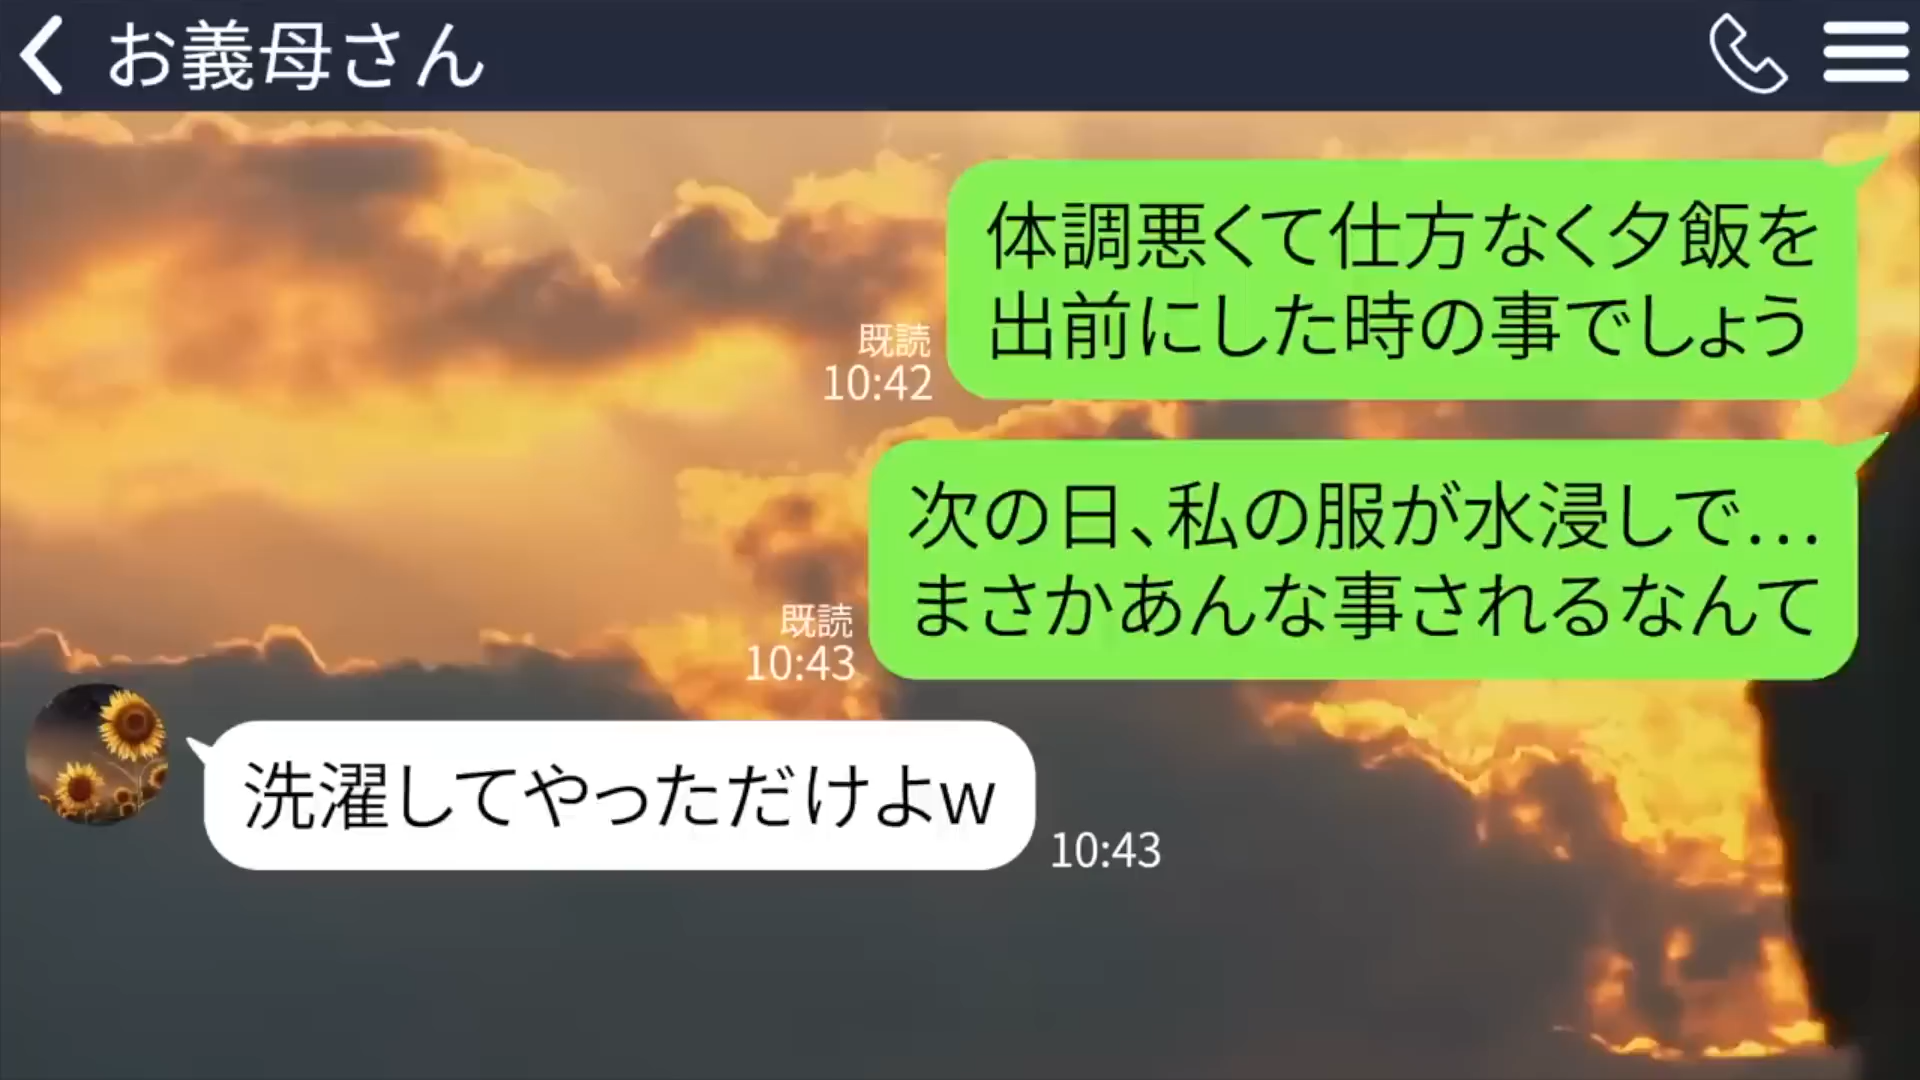 お義母さん
体調悪くて仕方なく夕飯を
出前にした時の事でしょう
既読
10:42
次の日、私の服が水浸しで…
まさかあんな事されるなんて
既読
10:43
洗濯してやっただけよw
10:43